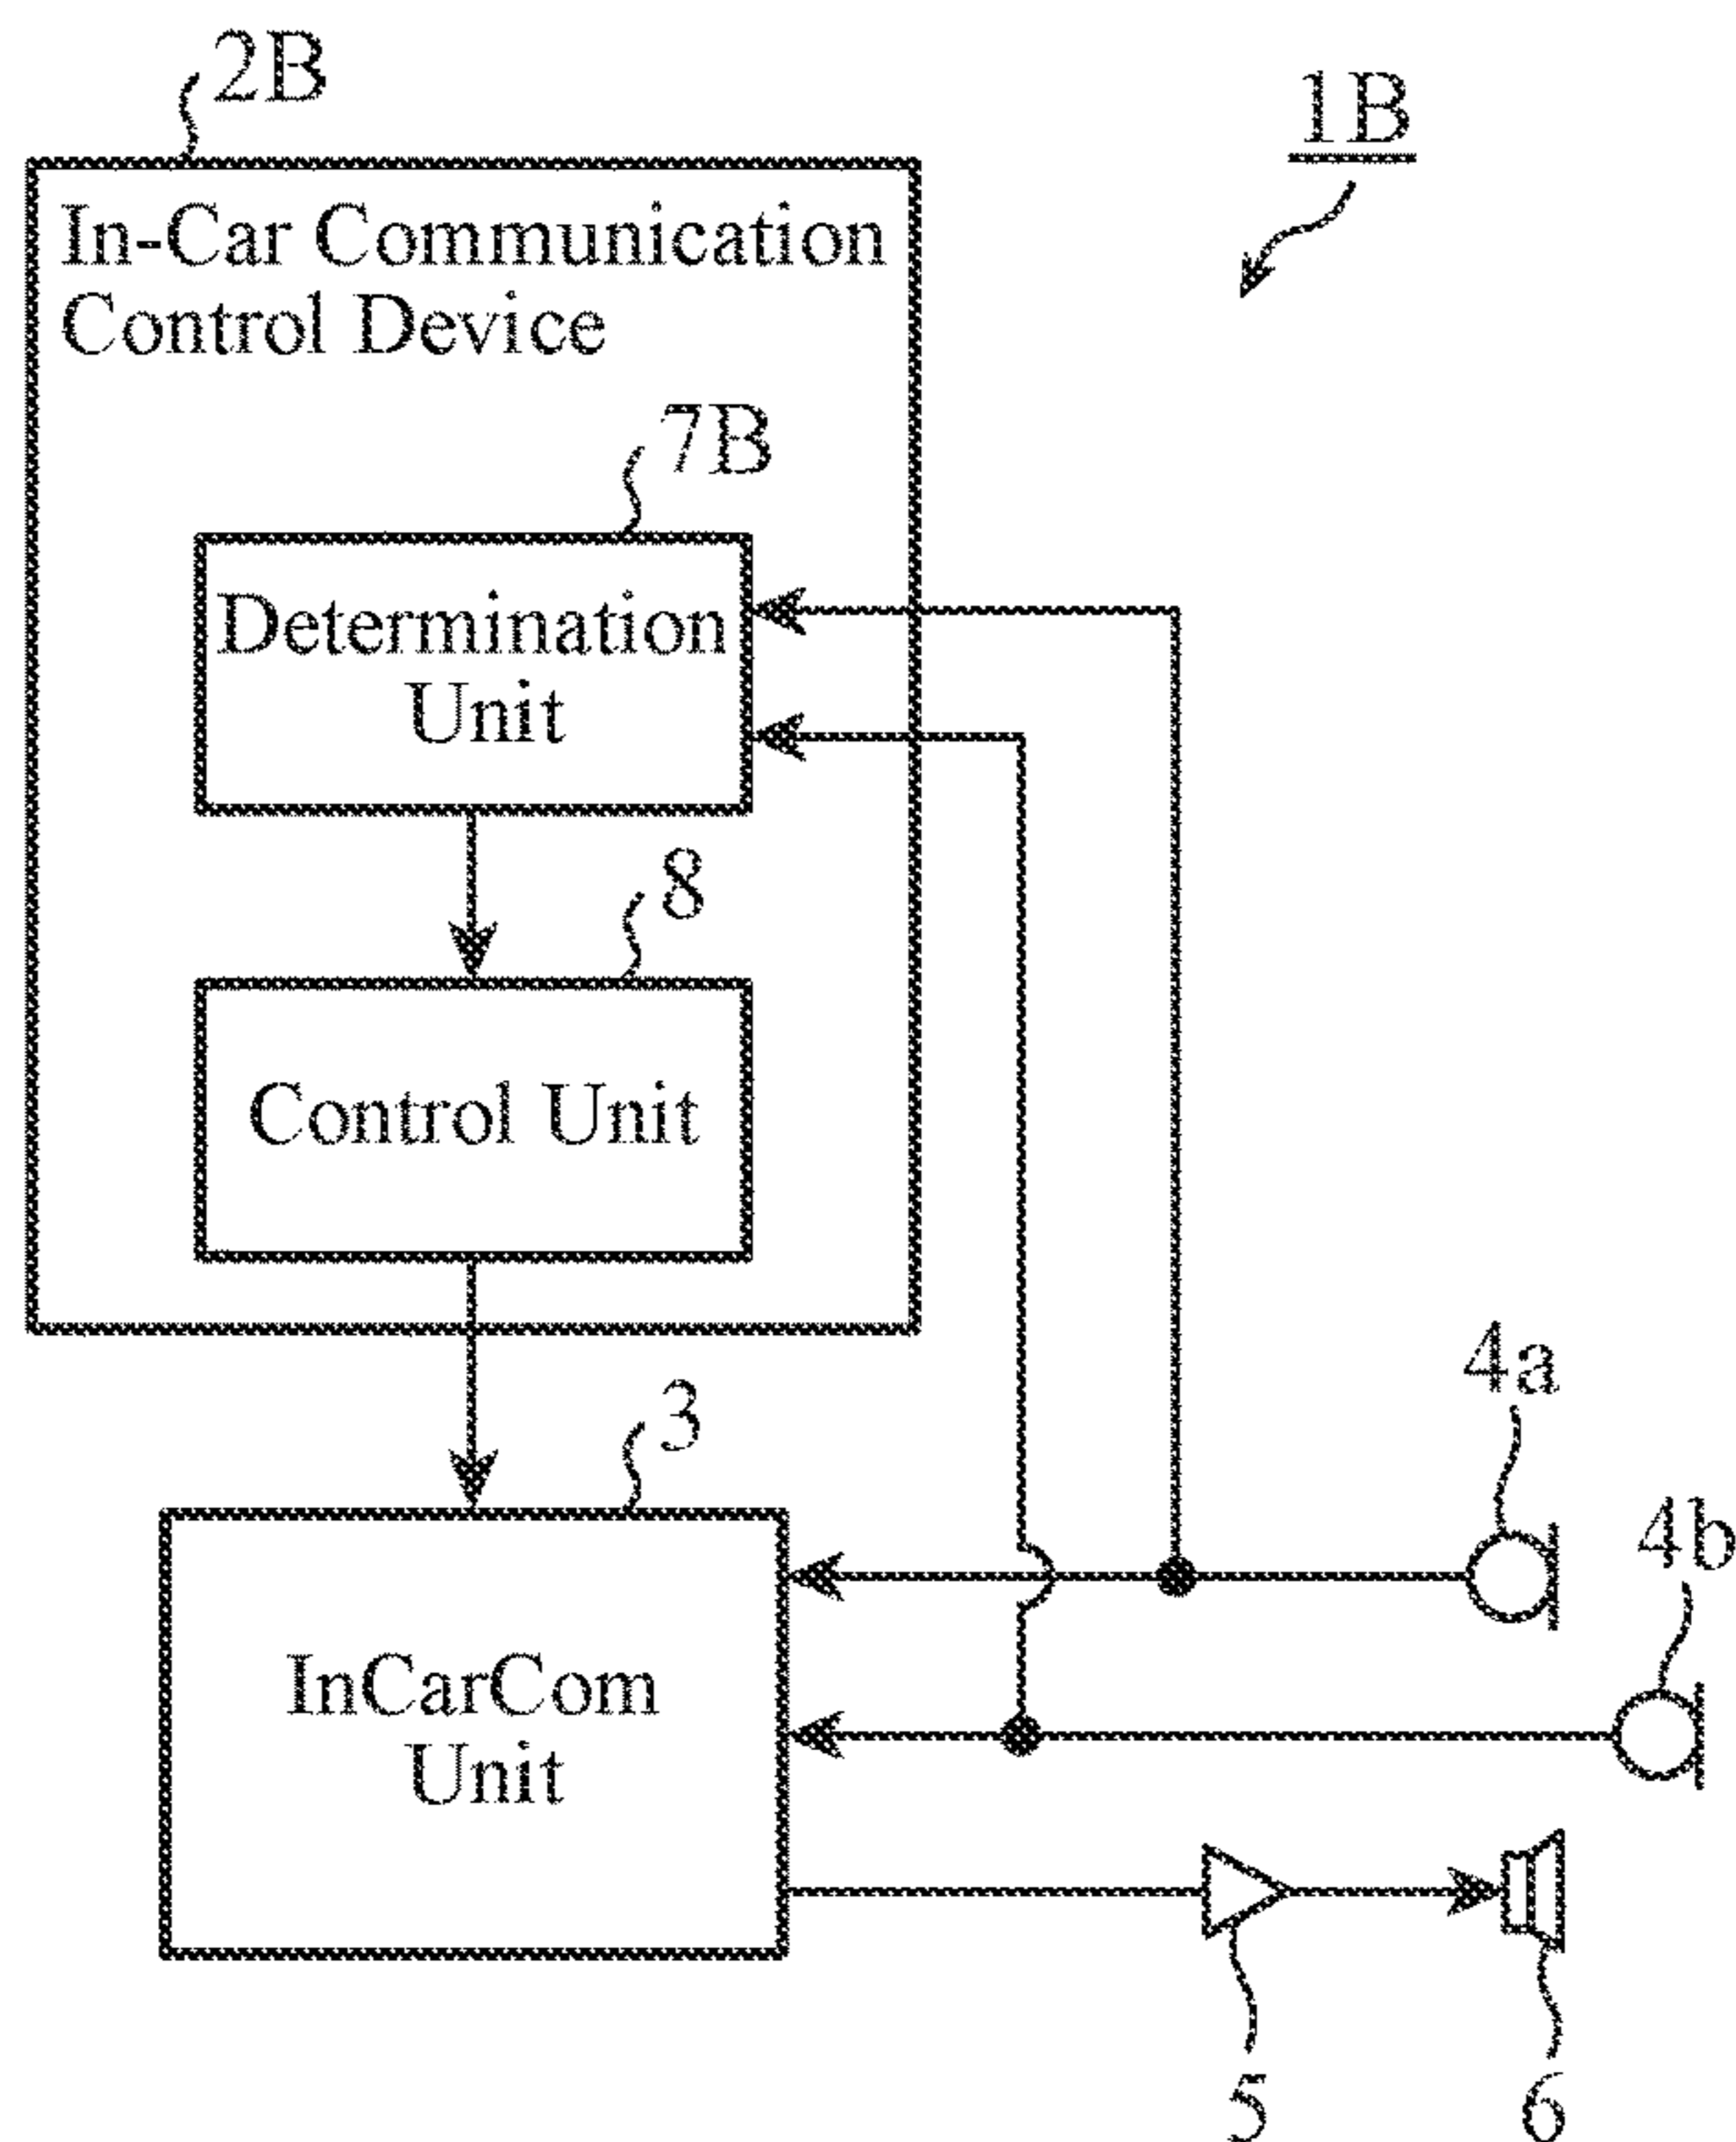 2B
1B
In-Car Communication
Control Device
7B
Determination
Unit
8
Control Unit
3
4a
4b
InCarCom
Unit
5
6